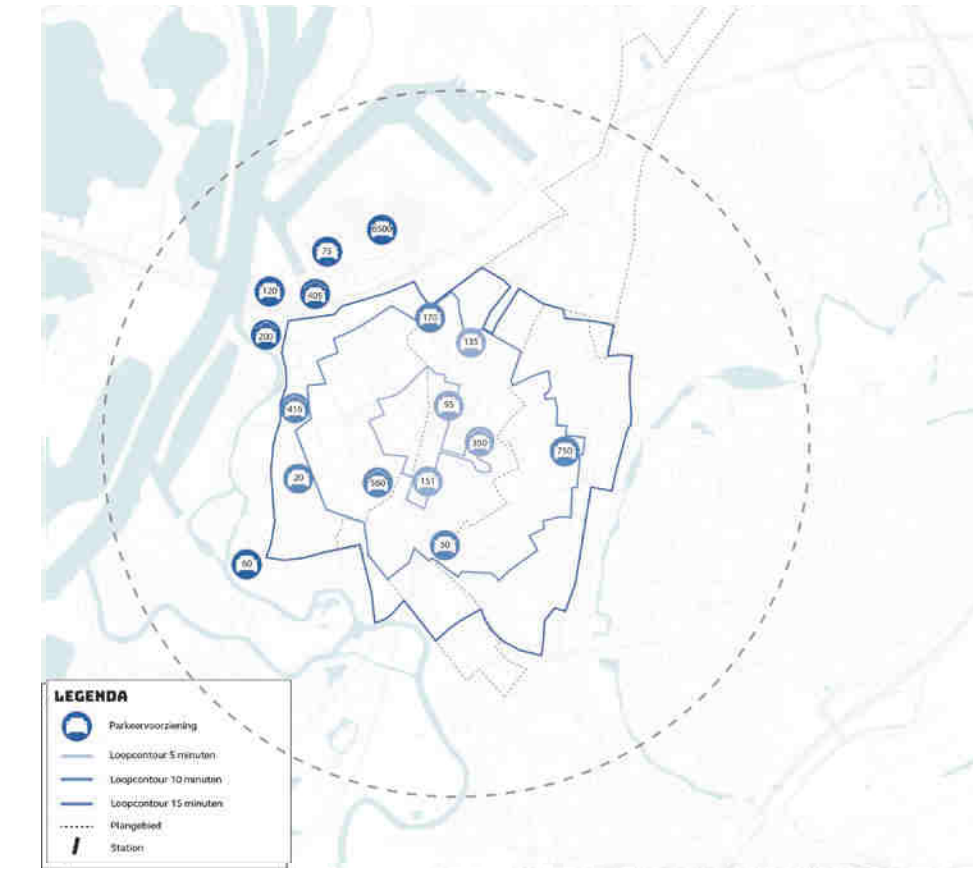 6500
75
120
405
200
170
135
415
95
350
750
20
560
151
50
60
LEGENDA
Parkeervoorziening
Loopcontour 5 minuten
Loopcontour 10 minuten
Loopcontour 15 minuten
Plangebied
Station